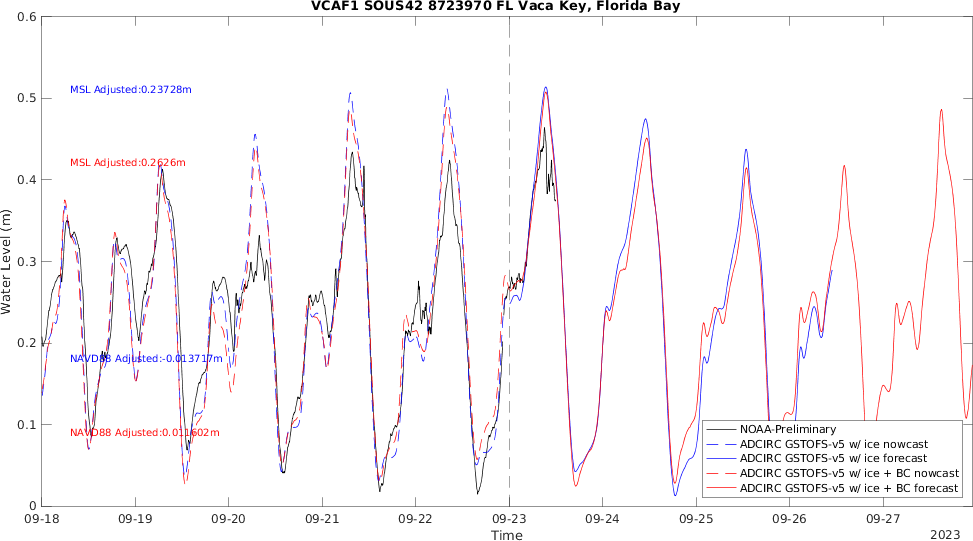 VCAF1 SOUS42 8723970 FL Vaca Key, Florida Bay
0.6
0.5
0.4
0.3
0.2
0.1
0
Water Level (m)
MSL Adjusted:0.23728m
MSL Adjusted:0.2626m
NAVD88 Adjusted:-0.013717m
NAVD88 Adjusted:0.011602m
NOAA-Preliminary
ADCIRC GSTOFS-v5 w/ ice nowcast
ADCIRC GSTOFS-v5 w/ ice forecast
ADCIRC GSTOFS-v5 w/ ice + BC nowcast
ADCIRC GSTOFS-v5 w/ ice + BC forecast
09-18 09-19 09-20 09-21 09-22 09-23 09-24 09-25 09-26 09-27
Time
2023